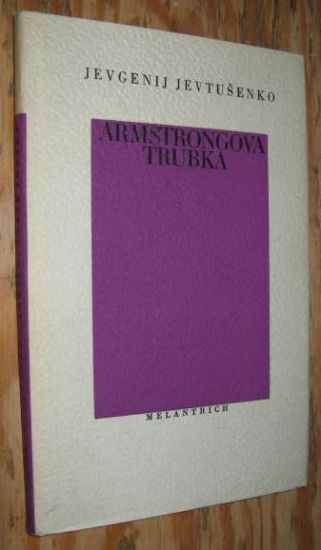 JEVGENIJ JEVTUŠENKO
ARMSTRONGOVA
TRUBKA
MELANTRICH